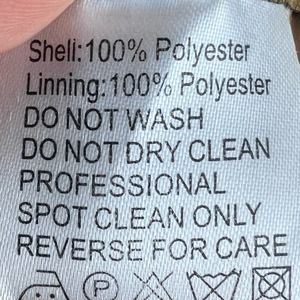 Shell:100% Polyester
Linning:100% Polyester
DO NOT WASH
DO NOT DRY CLEAN
PROFESSIONAL
SPOT CLEAN ONLY
REVERSE FOR CARE
P